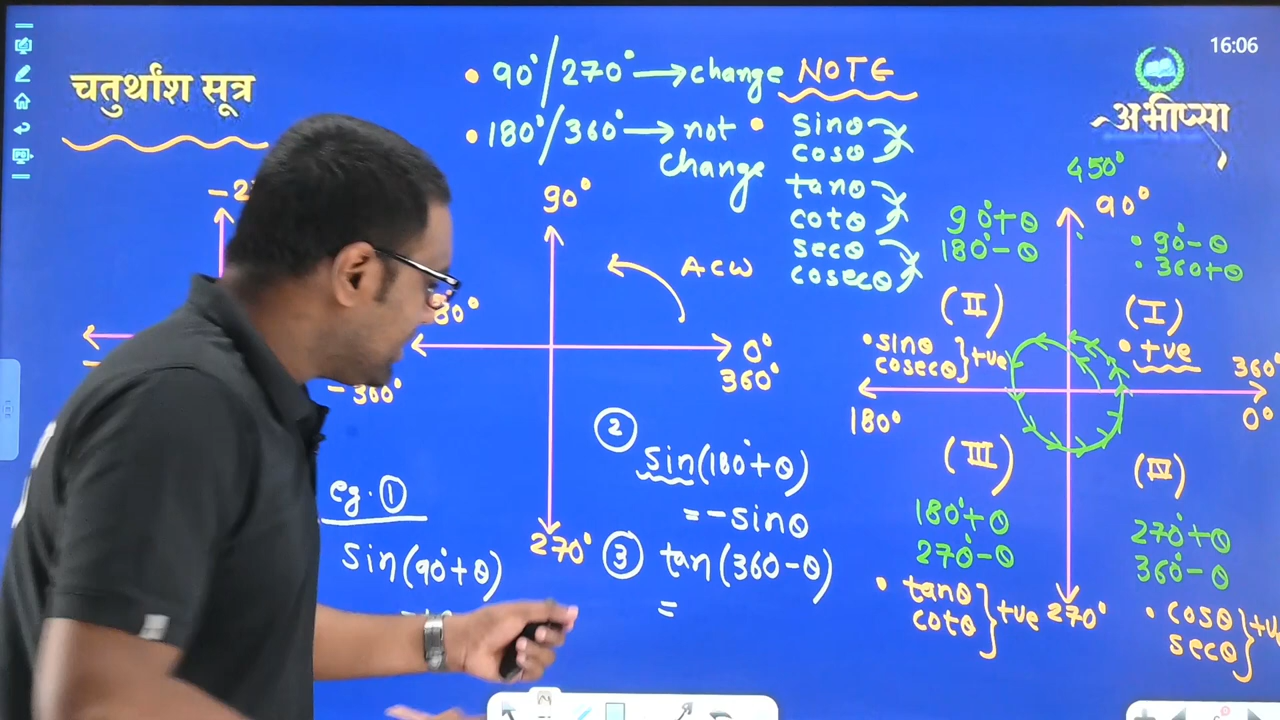 16:06
चतुर्थांश सूत्र
अभीप्सा
• 90°/270° → change
• 180°/360° → not change
NOTE
• sinθ
cosθ
tanθ
cotθ
secθ
cosecθ
90°
ACW
0°
360°
270°
- 360°
eg. ①
sin(90°+θ)
②
sin(180°+θ)
= -sinθ
③ tan(360-θ)
=
450°
90°
90°+θ
180°-θ
• 90°-θ
• 360+θ
(II)
(I)
• sinθ
cosecθ } +ve
• +ve
360°
0°
180°
(III)
(IV)
180°+θ
270°-θ
270°+θ
360°-θ
• tanθ
cotθ } +ve
270°
• cosθ
secθ }